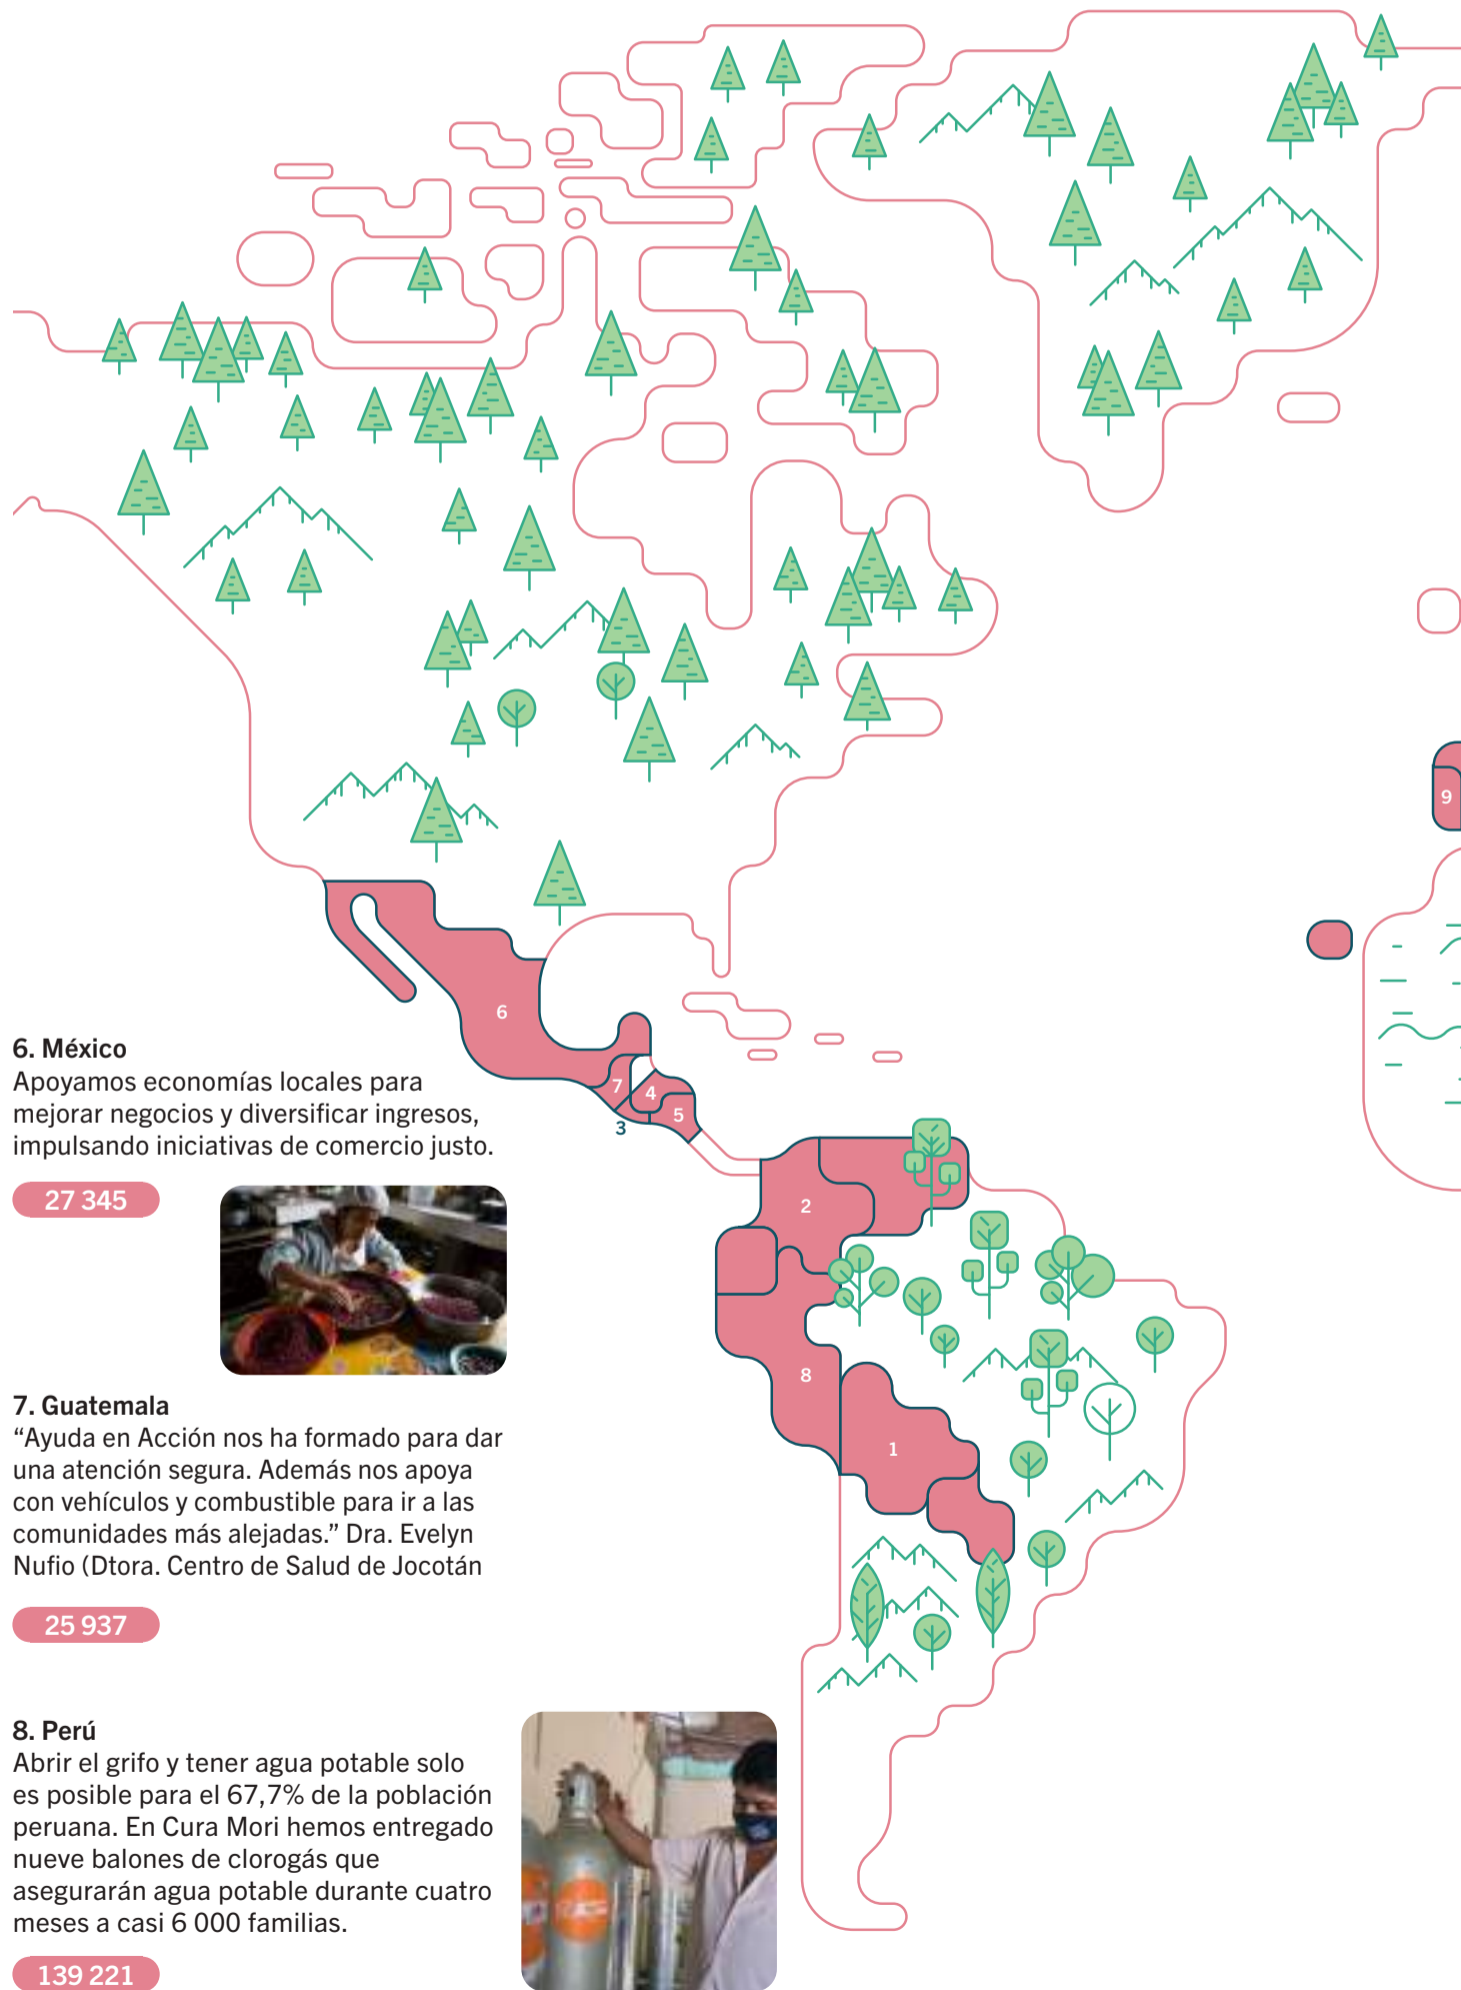 9
6
7
4
5
3
2
8
1
6. México
Apoyamos economías locales para
mejorar negocios y diversificar ingresos,
impulsando iniciativas de comercio justo.
27 345
7. Guatemala
“Ayuda en Acción nos ha formado para dar
una atención segura. Además nos apoya
con vehículos y combustible para ir a las
comunidades más alejadas.” Dra. Evelyn
Nufio (Dtora. Centro de Salud de Jocotán
25 937
8. Perú
Abrir el grifo y tener agua potable solo
es posible para el 67,7% de la población
peruana. En Cura Mori hemos entregado
nueve balones de clorogás que
asegurarán agua potable durante cuatro
meses a casi 6 000 familias.
139 221